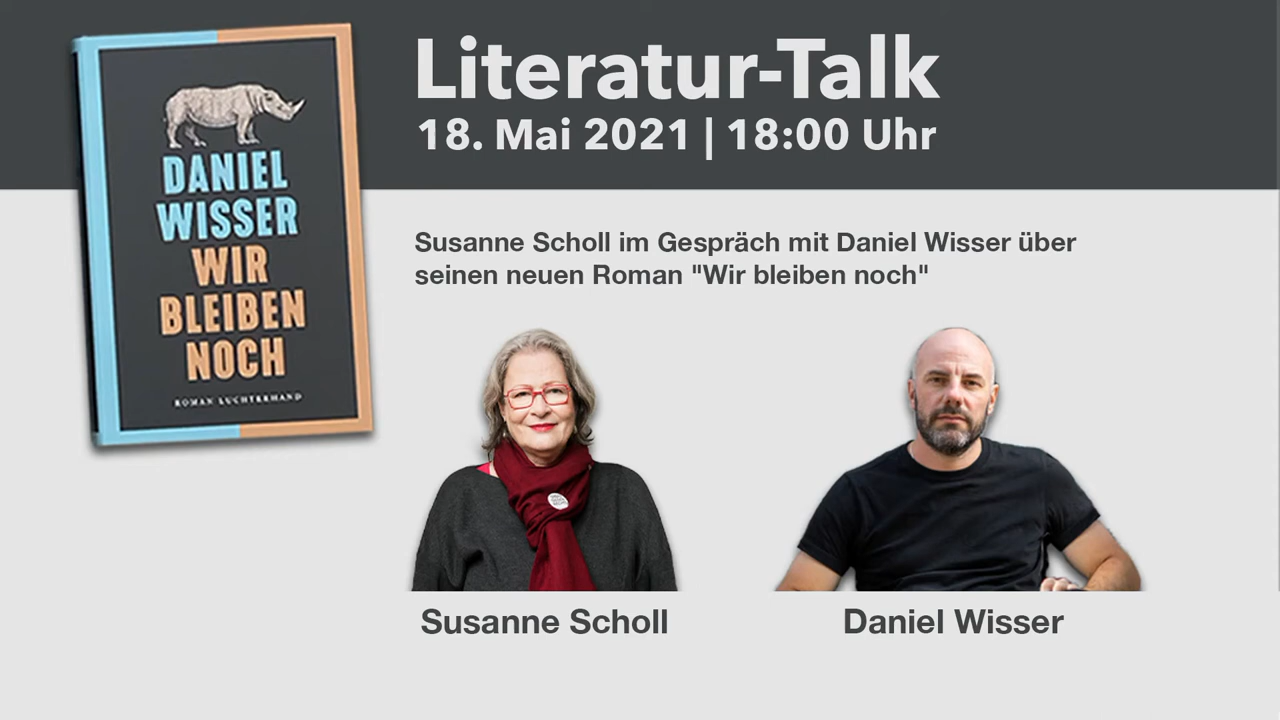 Literatur-Talk
18. Mai 2021 | 18:00 Uhr
DANIEL
WISSER
WIR
BLEIBEN
NOCH
ROMAN LUCHTERHAND
Susanne Scholl im Gespräch mit Daniel Wisser über
seinen neuen Roman "Wir bleiben noch"
Susanne Scholl
Daniel Wisser